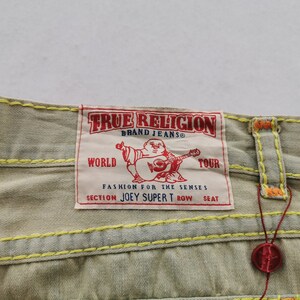 TRUE RELIGION
BRAND JEANS®
WORLD TOUR
FASHION FOR THE SENSES
SECTION JOEY SUPER T ROW SEAT